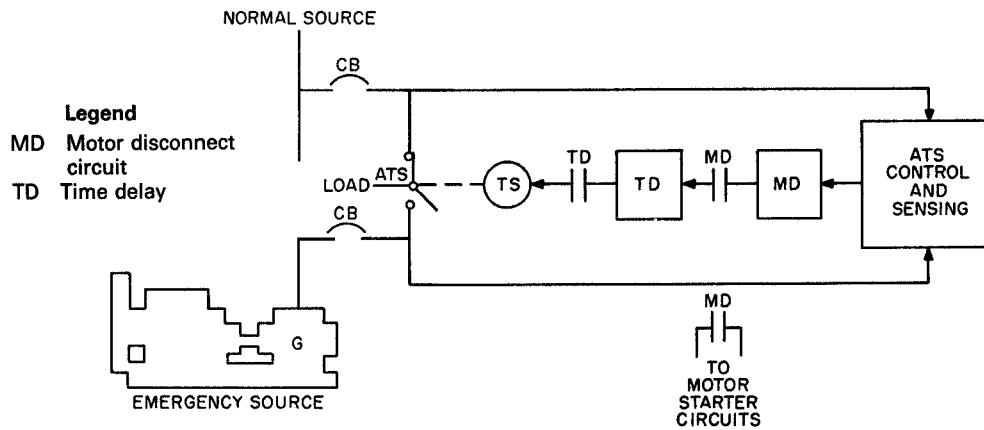 NORMAL SOURCE
CB
Legend
MD Motor disconnect
circuit
TD Time delay
LOAD
ATS
TS
TD
TD
MD
MD
ATS
CONTROL
AND
SENSING
CB
G
EMERGENCY SOURCE
MD
TO
MOTOR
STARTER
CIRCUITS